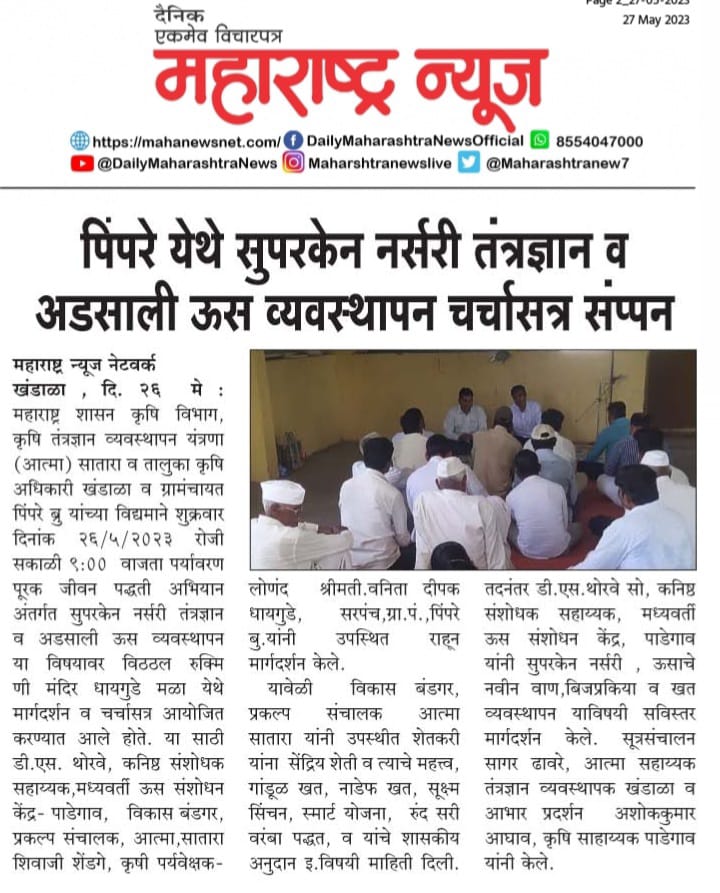 Page 2_27-05-2023
27 May 2023
दैनिक
एकमेव विचारपत्र
महाराष्ट्र न्यूज
https://mahanewsnet.com/ DailyMaharashtraNewsOfficial 8554047000
@DailyMaharashtraNews Maharshtranewslive @Maharashtranew7
पिंपरे येथे सुपरकेन नर्सरी तंत्रज्ञान व
अडसाली ऊस व्यवस्थापन चर्चासत्र संप्पन
महाराष्ट्र न्यूज नेटवर्क
खंडाळा , दि. २६ मे :
महाराष्ट्र शासन कृषि विभाग,
कृषि तंत्रज्ञान व्यवस्थापन यंत्रणा
(आत्मा) सातारा व तालुका कृषि
अधिकारी खंडाळा व ग्रामंचायत
पिंपरे ब्रु यांच्या विद्यमाने शुक्रवार
दिनांक २६/५/२०२३ रोजी
सकाळी ९:०० वाजता पर्यावरण
पूरक जीवन पद्धती अभियान
अंतर्गत सुपरकेन नर्सरी तंत्रज्ञान
व अडसाली ऊस व्यवस्थापन
या विषयावर विठठल रुक्मि
णी मंदिर धायगुडे मळा येथे
मार्गदर्शन व चर्चासत्र आयोजित
करण्यात आले होते. या साठी
डी.एस. थोरवे, कनिष्ठ संशोधक
सहाय्यक,मध्यवर्ती ऊस संशोधन
केंद्र- पाडेगाव, विकास बंडगर,
प्रकल्प संचालक, आत्मा,सातारा
शिवाजी शेंडगे, कृषी पर्यवेक्षक-
लोणंद श्रीमती.वनिता दीपक
धायगुडे, सरपंच,ग्रा.पं.,पिंपरे
बु.यांनी उपस्थित राहून
मार्गदर्शन केले.
यावेळी विकास बंडगर,
प्रकल्प संचालक आत्मा
सातारा यांनी उपस्थीत शेतकरी
यांना सेंद्रिय शेती व त्याचे महत्त्व,
गांडूळ खत, नाडेफ खत, सूक्ष्म
सिंचन, स्मार्ट योजना, रुंद सरी
वरंबा पद्धत, व यांचे शासकीय
अनुदान इ.विषयी माहिती दिली.
तदनंतर डी.एस.थोरवे सो, कनिष्ठ
संशोधक सहाय्यक, मध्यवर्ती
ऊस संशोधन केंद्र, पाडेगाव
यांनी सुपरकेन नर्सरी , ऊसाचे
नवीन वाण,बिजप्रकिया व खत
व्यवस्थापन याविषयी सविस्तर
मार्गदर्शन केले. सूत्रसंचालन
सागर ढावरे, आत्मा सहाय्यक
तंत्रज्ञान व्यवस्थापक खंडाळा व
आभार प्रदर्शन अशोककुमार
आघाव, कृषि साहाय्यक पाडेगाव
यांनी केले.